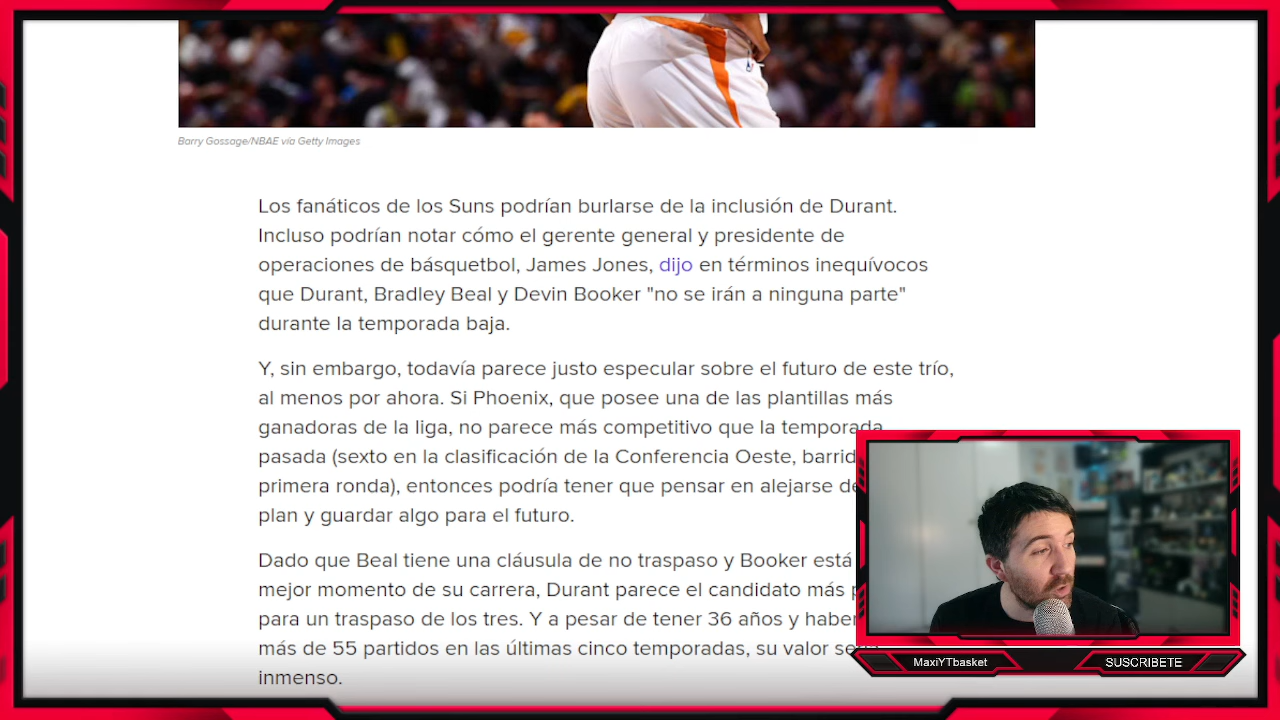 Barry Gossage/NBAE vía Getty Images
Los fanáticos de los Suns podrían burlarse de la inclusión de Durant.
Incluso podrían notar cómo el gerente general y presidente de
operaciones de básquetbol, James Jones, dijo en términos inequívocos
que Durant, Bradley Beal y Devin Booker "no se irán a ninguna parte"
durante la temporada baja.
Y, sin embargo, todavía parece justo especular sobre el futuro de este trío,
al menos por ahora. Si Phoenix, que posee una de las plantillas más
ganadoras de la liga, no parece más competitivo que la temporada
pasada (sexto en la clasificación de la Conferencia Oeste,
primera ronda), entonces podría tener que pensar en alejarse
plan y guardar algo para el futuro.
Dado que Beal tiene una cláusula de no traspaso y Booker está
mejor momento de su carrera, Durant parece el candidato más
para un traspaso de los tres. Y a pesar de tener 36 años y
más de 55 partidos en las últimas cinco temporadas, su valor
inmenso.
MaxiYTbasket
SUSCRIBETE